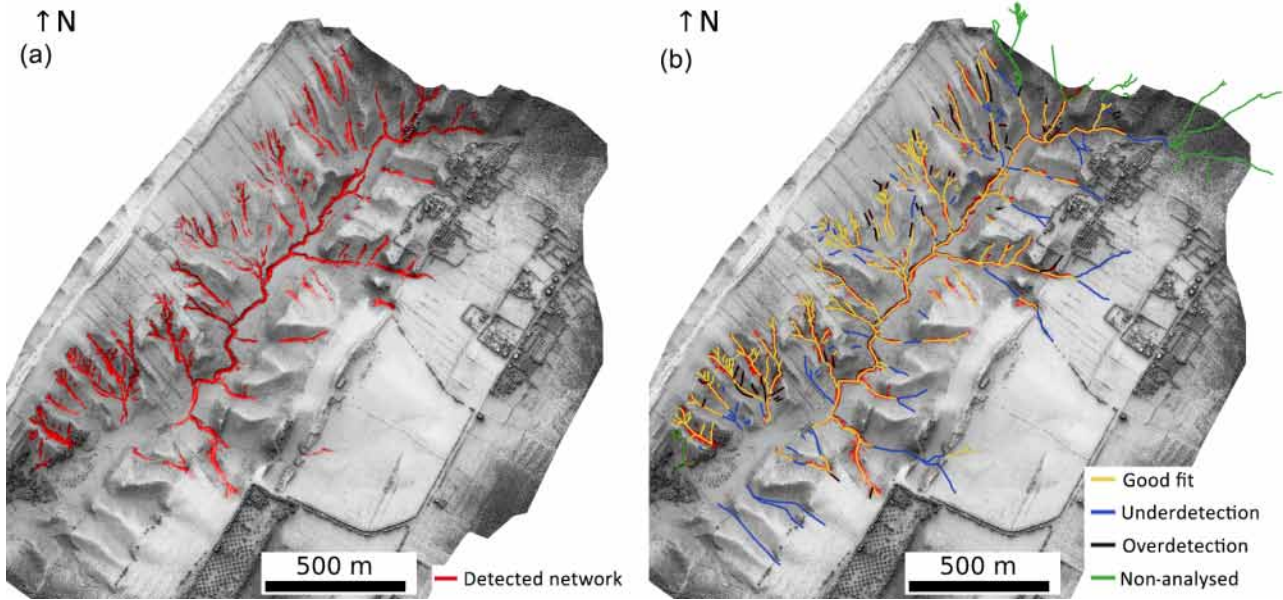 ↑ N
(a)
500 m
Detected network
↑ N
(b)
Good fit
Underdetection
Overdetection
Non-analysed
500 m